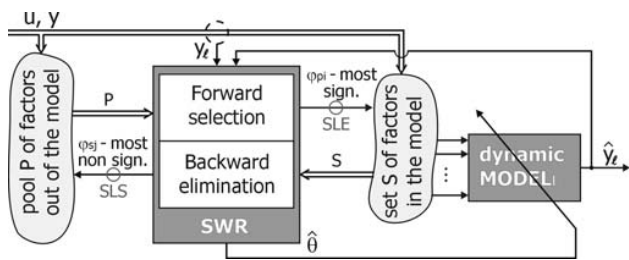 u, y
yℓ
pool P of factors
out of the model
P
φsj - most
non sign.
SLS
Forward
selection
Backward
elimination
SWR
φpi - most
sign.
SLE
S
set S of factors
in the model
dynamic
MODELl
...
ŷℓ
θ̂